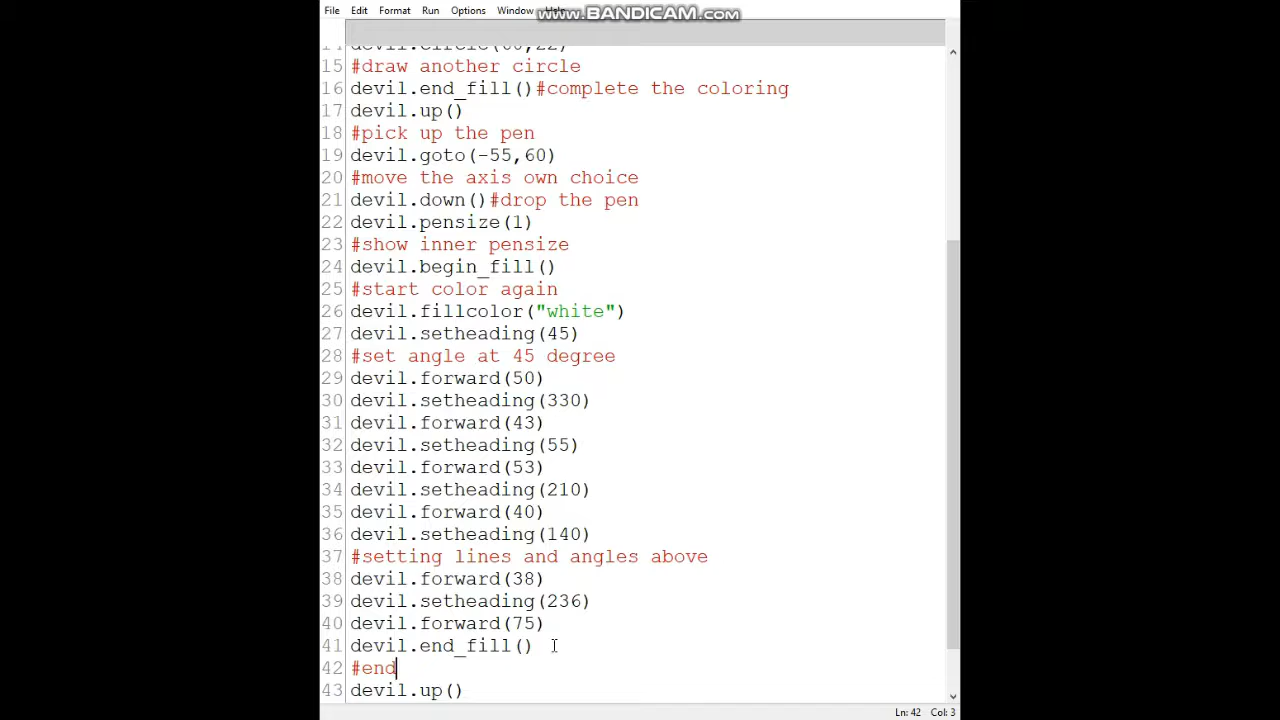 www.BANDICAM.com
File Edit Format Run Options Window Help
14 devil.circle(60,22)
15 #draw another circle
16 devil.end_fill()#complete the coloring
17 devil.up()
18 #pick up the pen
19 devil.goto(-55,60)
20 #move the axis own choice
21 devil.down()#drop the pen
22 devil.pensize(1)
23 #show inner pensize
24 devil.begin_fill()
25 #start color again
26 devil.fillcolor("white")
27 devil.setheading(45)
28 #set angle at 45 degree
29 devil.forward(50)
30 devil.setheading(330)
31 devil.forward(43)
32 devil.setheading(55)
33 devil.forward(53)
34 devil.setheading(210)
35 devil.forward(40)
36 devil.setheading(140)
37 #setting lines and angles above
38 devil.forward(38)
39 devil.setheading(236)
40 devil.forward(75)
41 devil.end_fill()
42 #end
43 devil.up()
Ln: 42 Col: 3